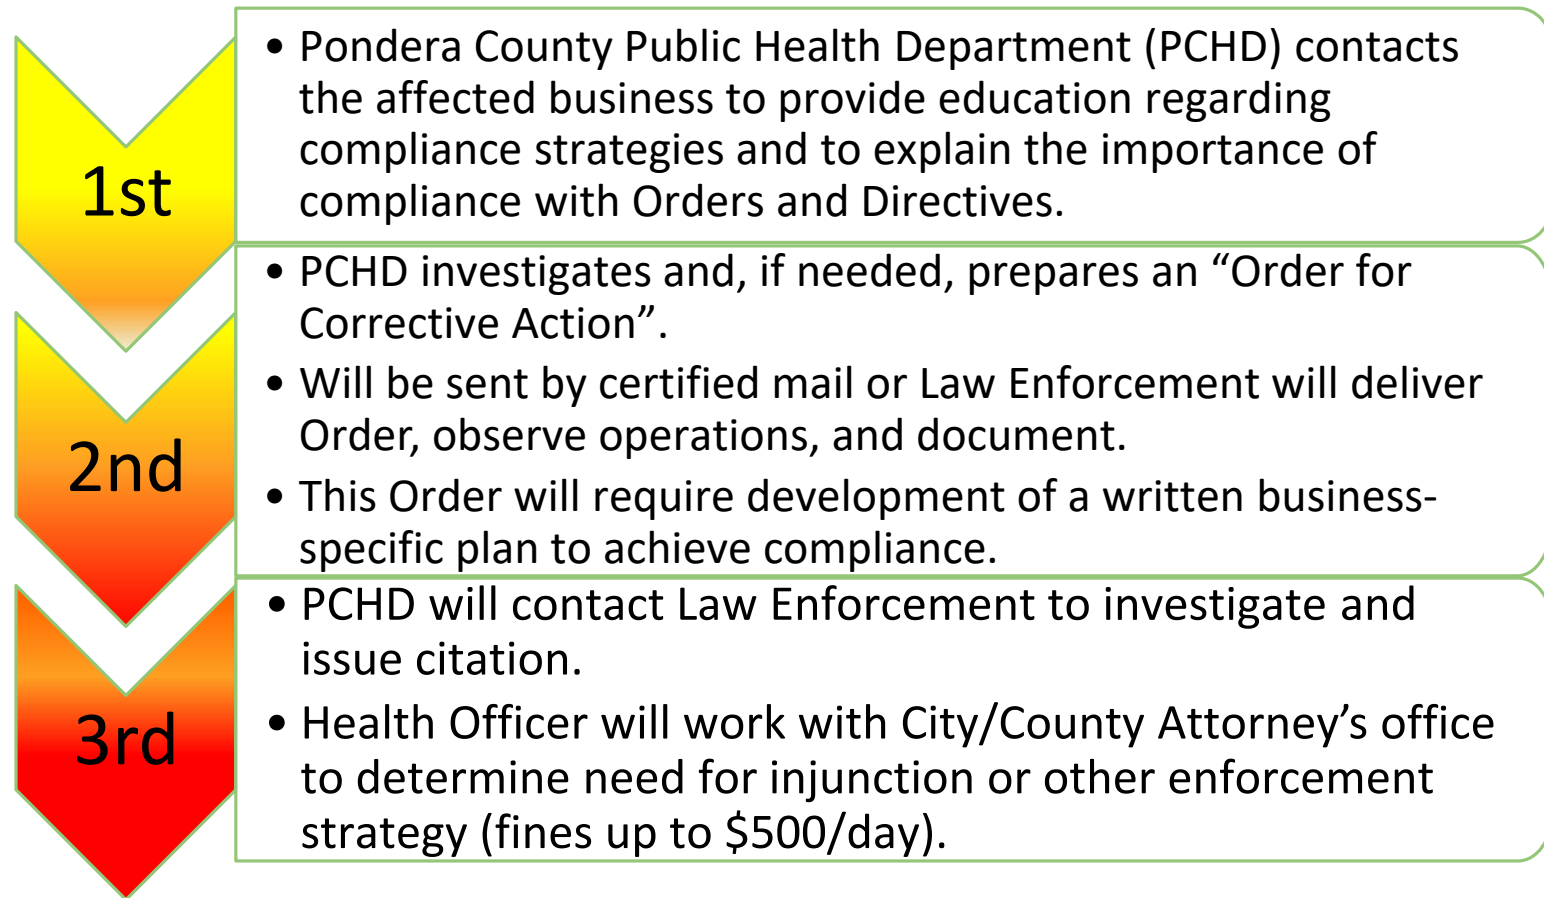 1st
• Pondera County Public Health Department (PCHD) contacts
the affected business to provide education regarding
compliance strategies and to explain the importance of
compliance with Orders and Directives.
2nd
• PCHD investigates and, if needed, prepares an “Order for
Corrective Action”.
• Will be sent by certified mail or Law Enforcement will deliver
Order, observe operations, and document.
• This Order will require development of a written business-
specific plan to achieve compliance.
3rd
• PCHD will contact Law Enforcement to investigate and
issue citation.
• Health Officer will work with City/County Attorney’s office
to determine need for injunction or other enforcement
strategy (fines up to $500/day).